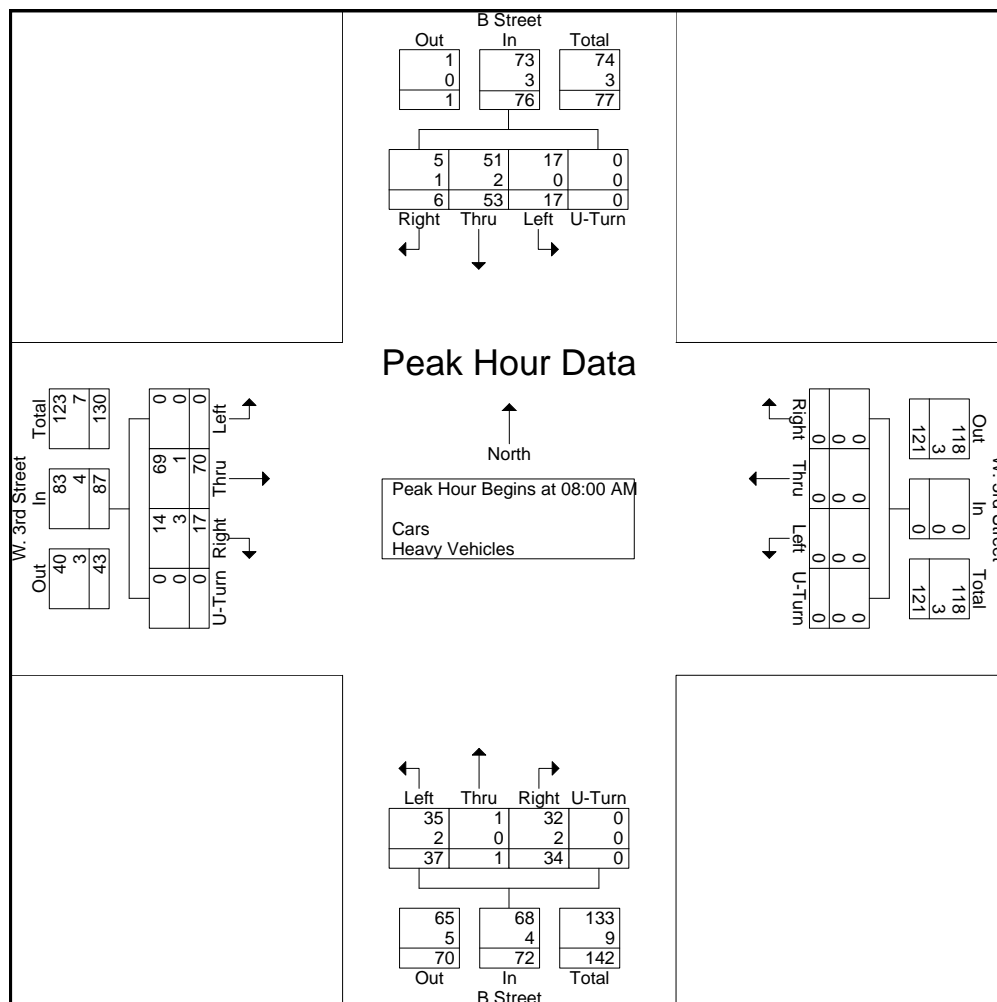 B Street
Out In Total
1 73 74
0 3 3
1 76 77
5 51 17 0
1 2 0 0
6 53 17 0
Right Thru Left U-Turn
Peak Hour Data
North
Peak Hour Begins at 08:00 AM
Cars
Heavy Vehicles
W. 3rd Street
Out In Total
40 83 123
3 4 7
43 87 130
U-Turn Right Thru Left
0 14 69 0
0 3 1 0
0 17 70 0
W. 3rd Street
Out In Total
118 0 118
3 0 3
121 0 121
Right Thru Left U-Turn
0 0 0 0
0 0 0 0
0 0 0 0
Left Thru Right U-Turn
35 1 32 0
2 0 2 0
37 1 34 0
65 68 133
5 4 9
70 72 142
Out In Total
B Street